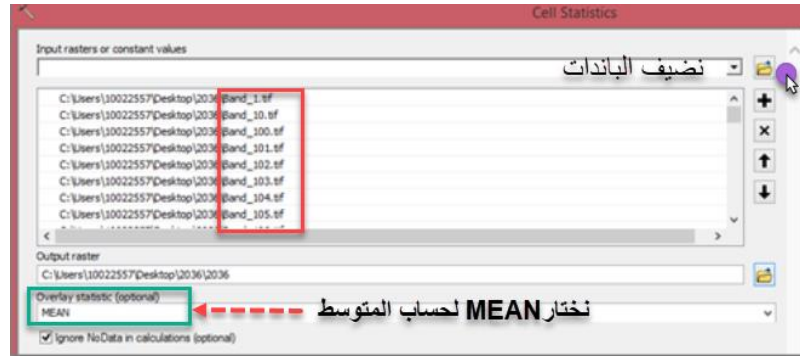 Cell Statistics
Input rasters or constant values
نضيف الباندات
C:\Users\10022557\Desktop\2036\Band_1.tif
C:\Users\10022557\Desktop\2036\Band_10.tif
C:\Users\10022557\Desktop\2036\Band_100.tif
C:\Users\10022557\Desktop\2036\Band_101.tif
C:\Users\10022557\Desktop\2036\Band_102.tif
C:\Users\10022557\Desktop\2036\Band_103.tif
C:\Users\10022557\Desktop\2036\Band_104.tif
C:\Users\10022557\Desktop\2036\Band_105.tif
Output raster
C:\Users\10022557\Desktop\2036\2036
Overlay statistic (optional)
MEAN
نختار MEAN لحساب المتوسط
Ignore NoData in calculations (optional)